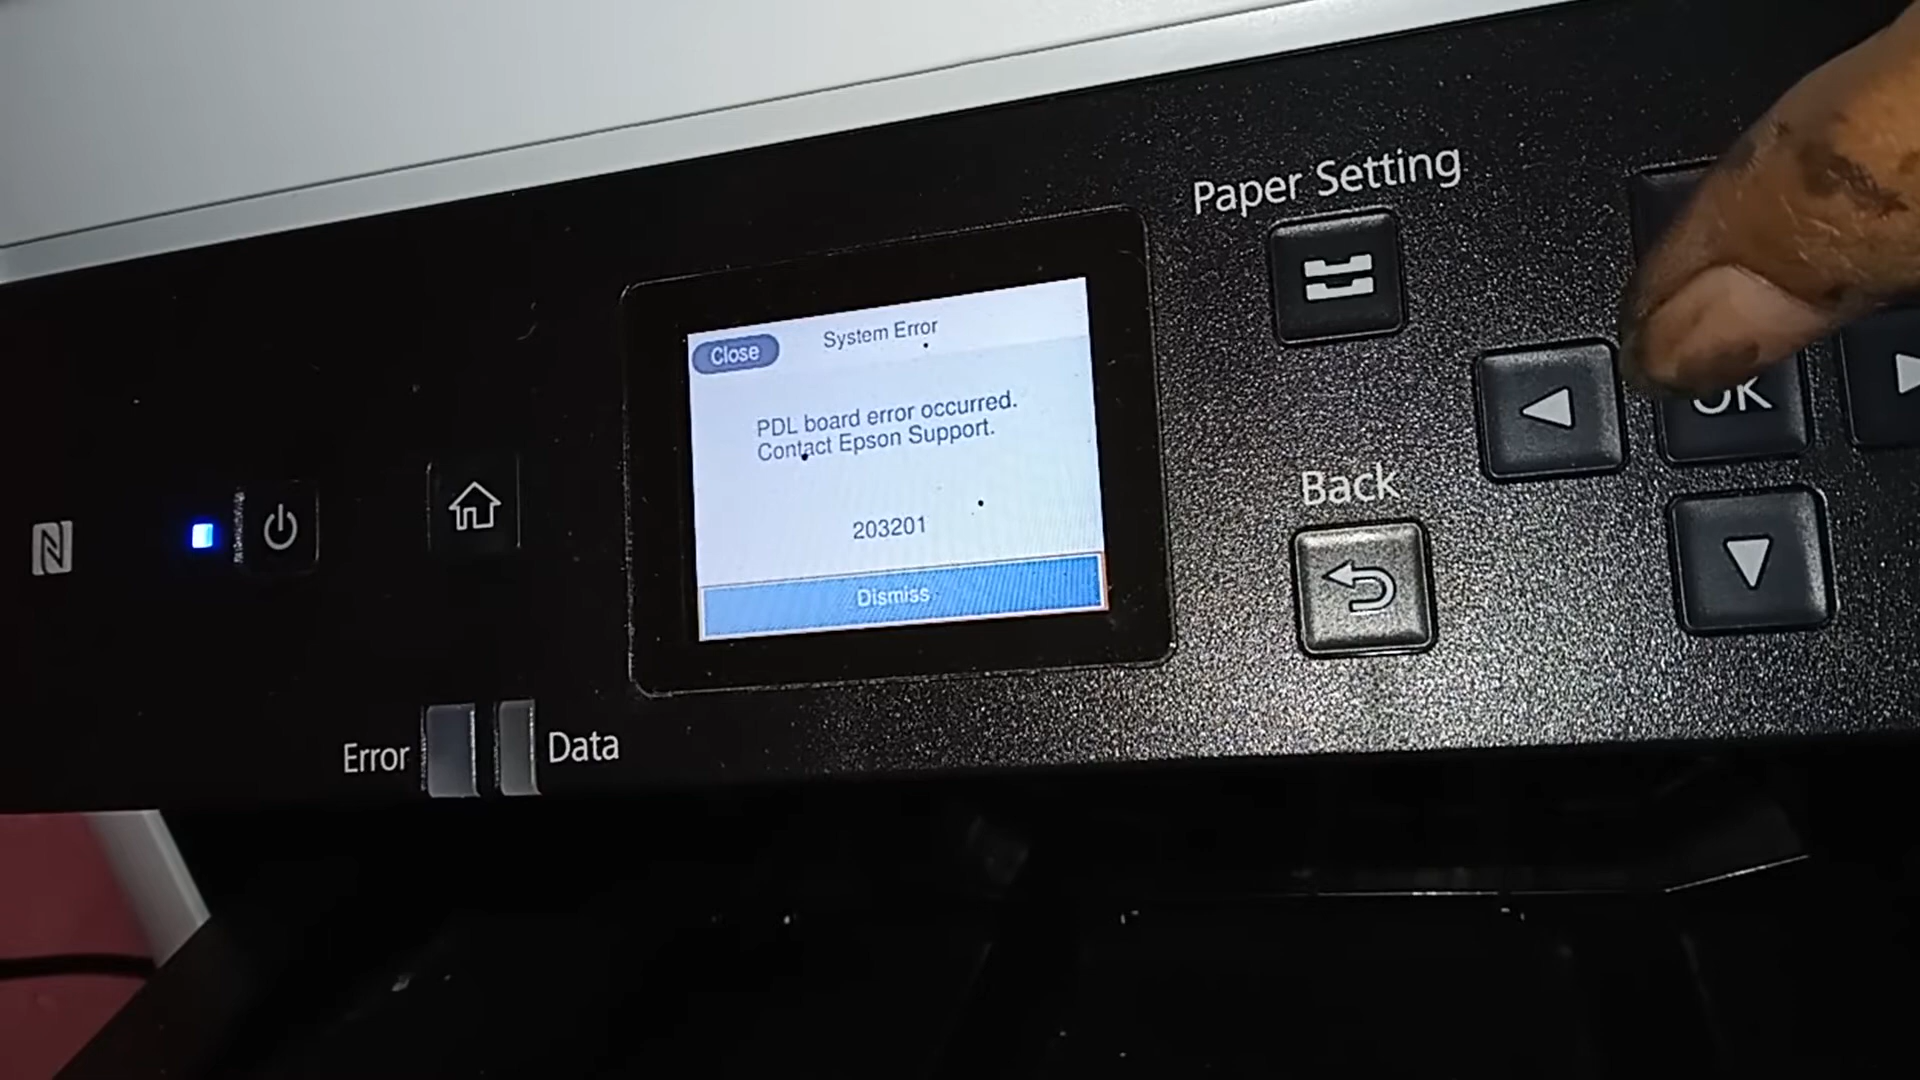 Paper Setting
Close
System Error
PDL board error occurred.
Contact Epson Support.
203201
Dismiss
OK
Back
Error
Data